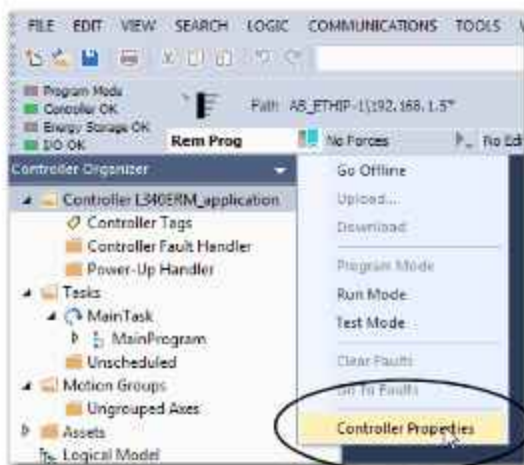 FILE EDIT VIEW SEARCH LOGIC COMMUNICATIONS TOOLS
Program Mode
Controller OK
Energy Storage OK
I/O OK
Path: AB_ETHIP-1\192.168.1.5*
Rem Prog
No Forces
No Ed
Controller Organizer
Controller L340ERM_application
Controller Tags
Controller Fault Handler
Power-Up Handler
Tasks
MainTask
MainProgram
Unscheduled
Motion Groups
Ungrouped Axes
Assets
Logical Model
Go Offline
Upload...
Download
Program Mode
Run Mode
Test Mode
Clear Faults
Go To Faults
Controller Properties